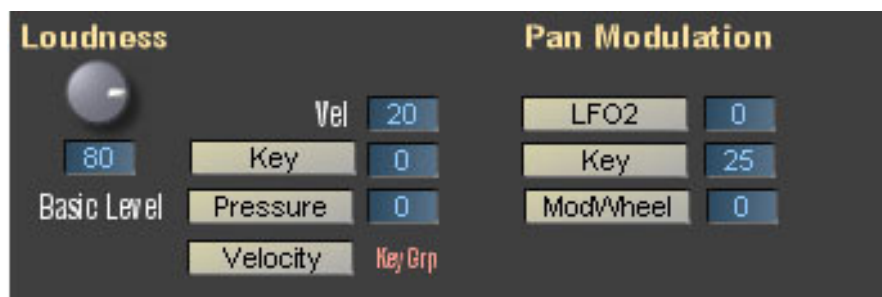 Loudness Pan Modulation
Vel 20 LFO2 0
80 Key 0 Key 25
Basic Level Pressure 0 ModWheel 0
Velocity Key Grp